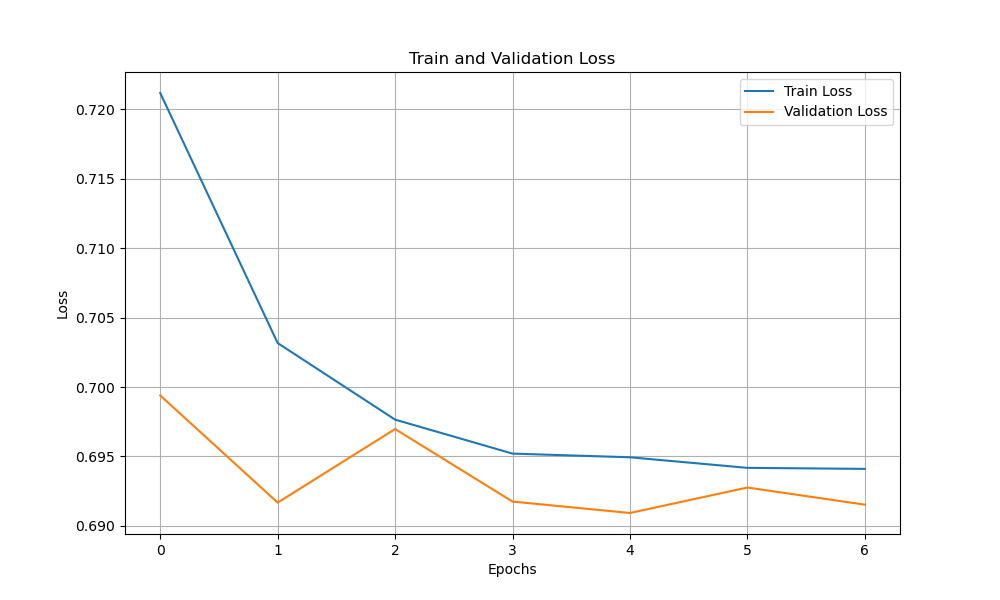 Train and Validation Loss
Train Loss
Validation Loss
Loss
0.720
0.715
0.710
0.705
0.700
0.695
0.690
0 1 2 3 4 5 6
Epochs